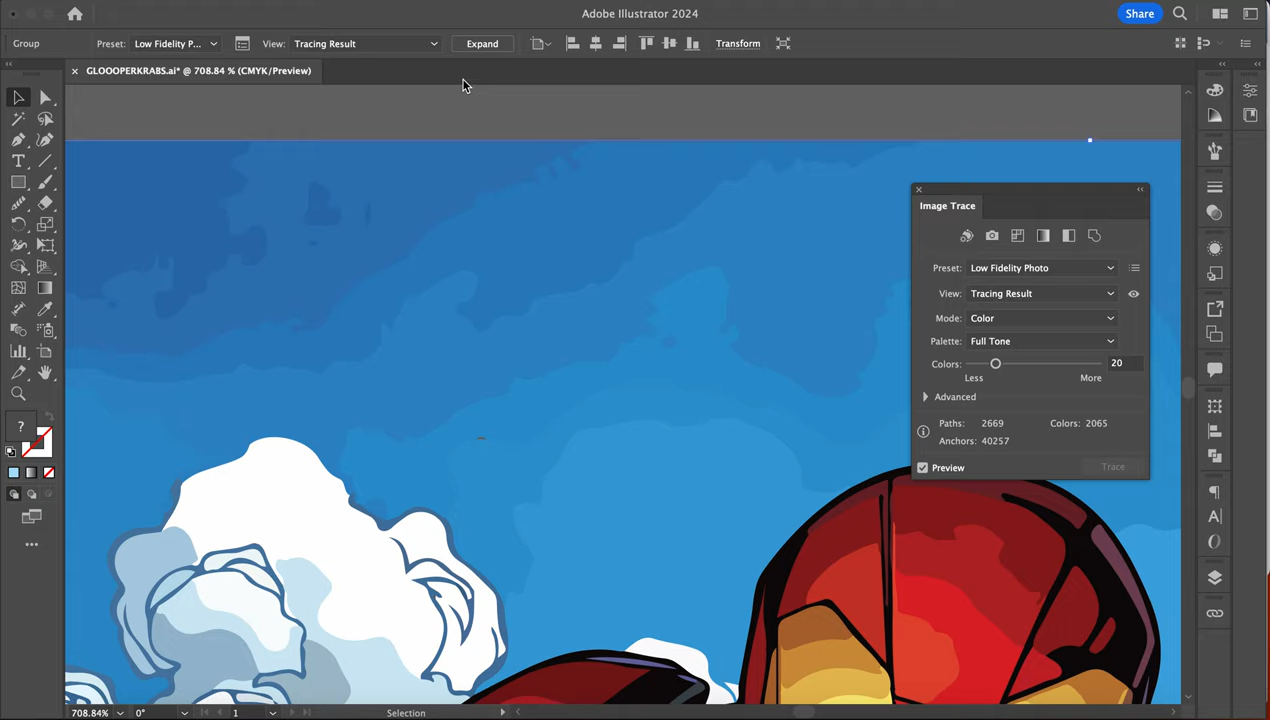 Adobe Illustrator 2024
Share
Group
Preset: Low Fidelity P...
View: Tracing Result
Expand
Transform
× GLOOOPERKRABS.ai* @ 708.84 % (CMYK/Preview)
Image Trace
Preset: Low Fidelity Photo
View: Tracing Result
Mode: Color
Palette: Full Tone
Colors: 20
Less More
Advanced
Paths: 2669 Colors: 2065
Anchors: 40257
Preview Trace
?
708.84% 0° 1 Selection